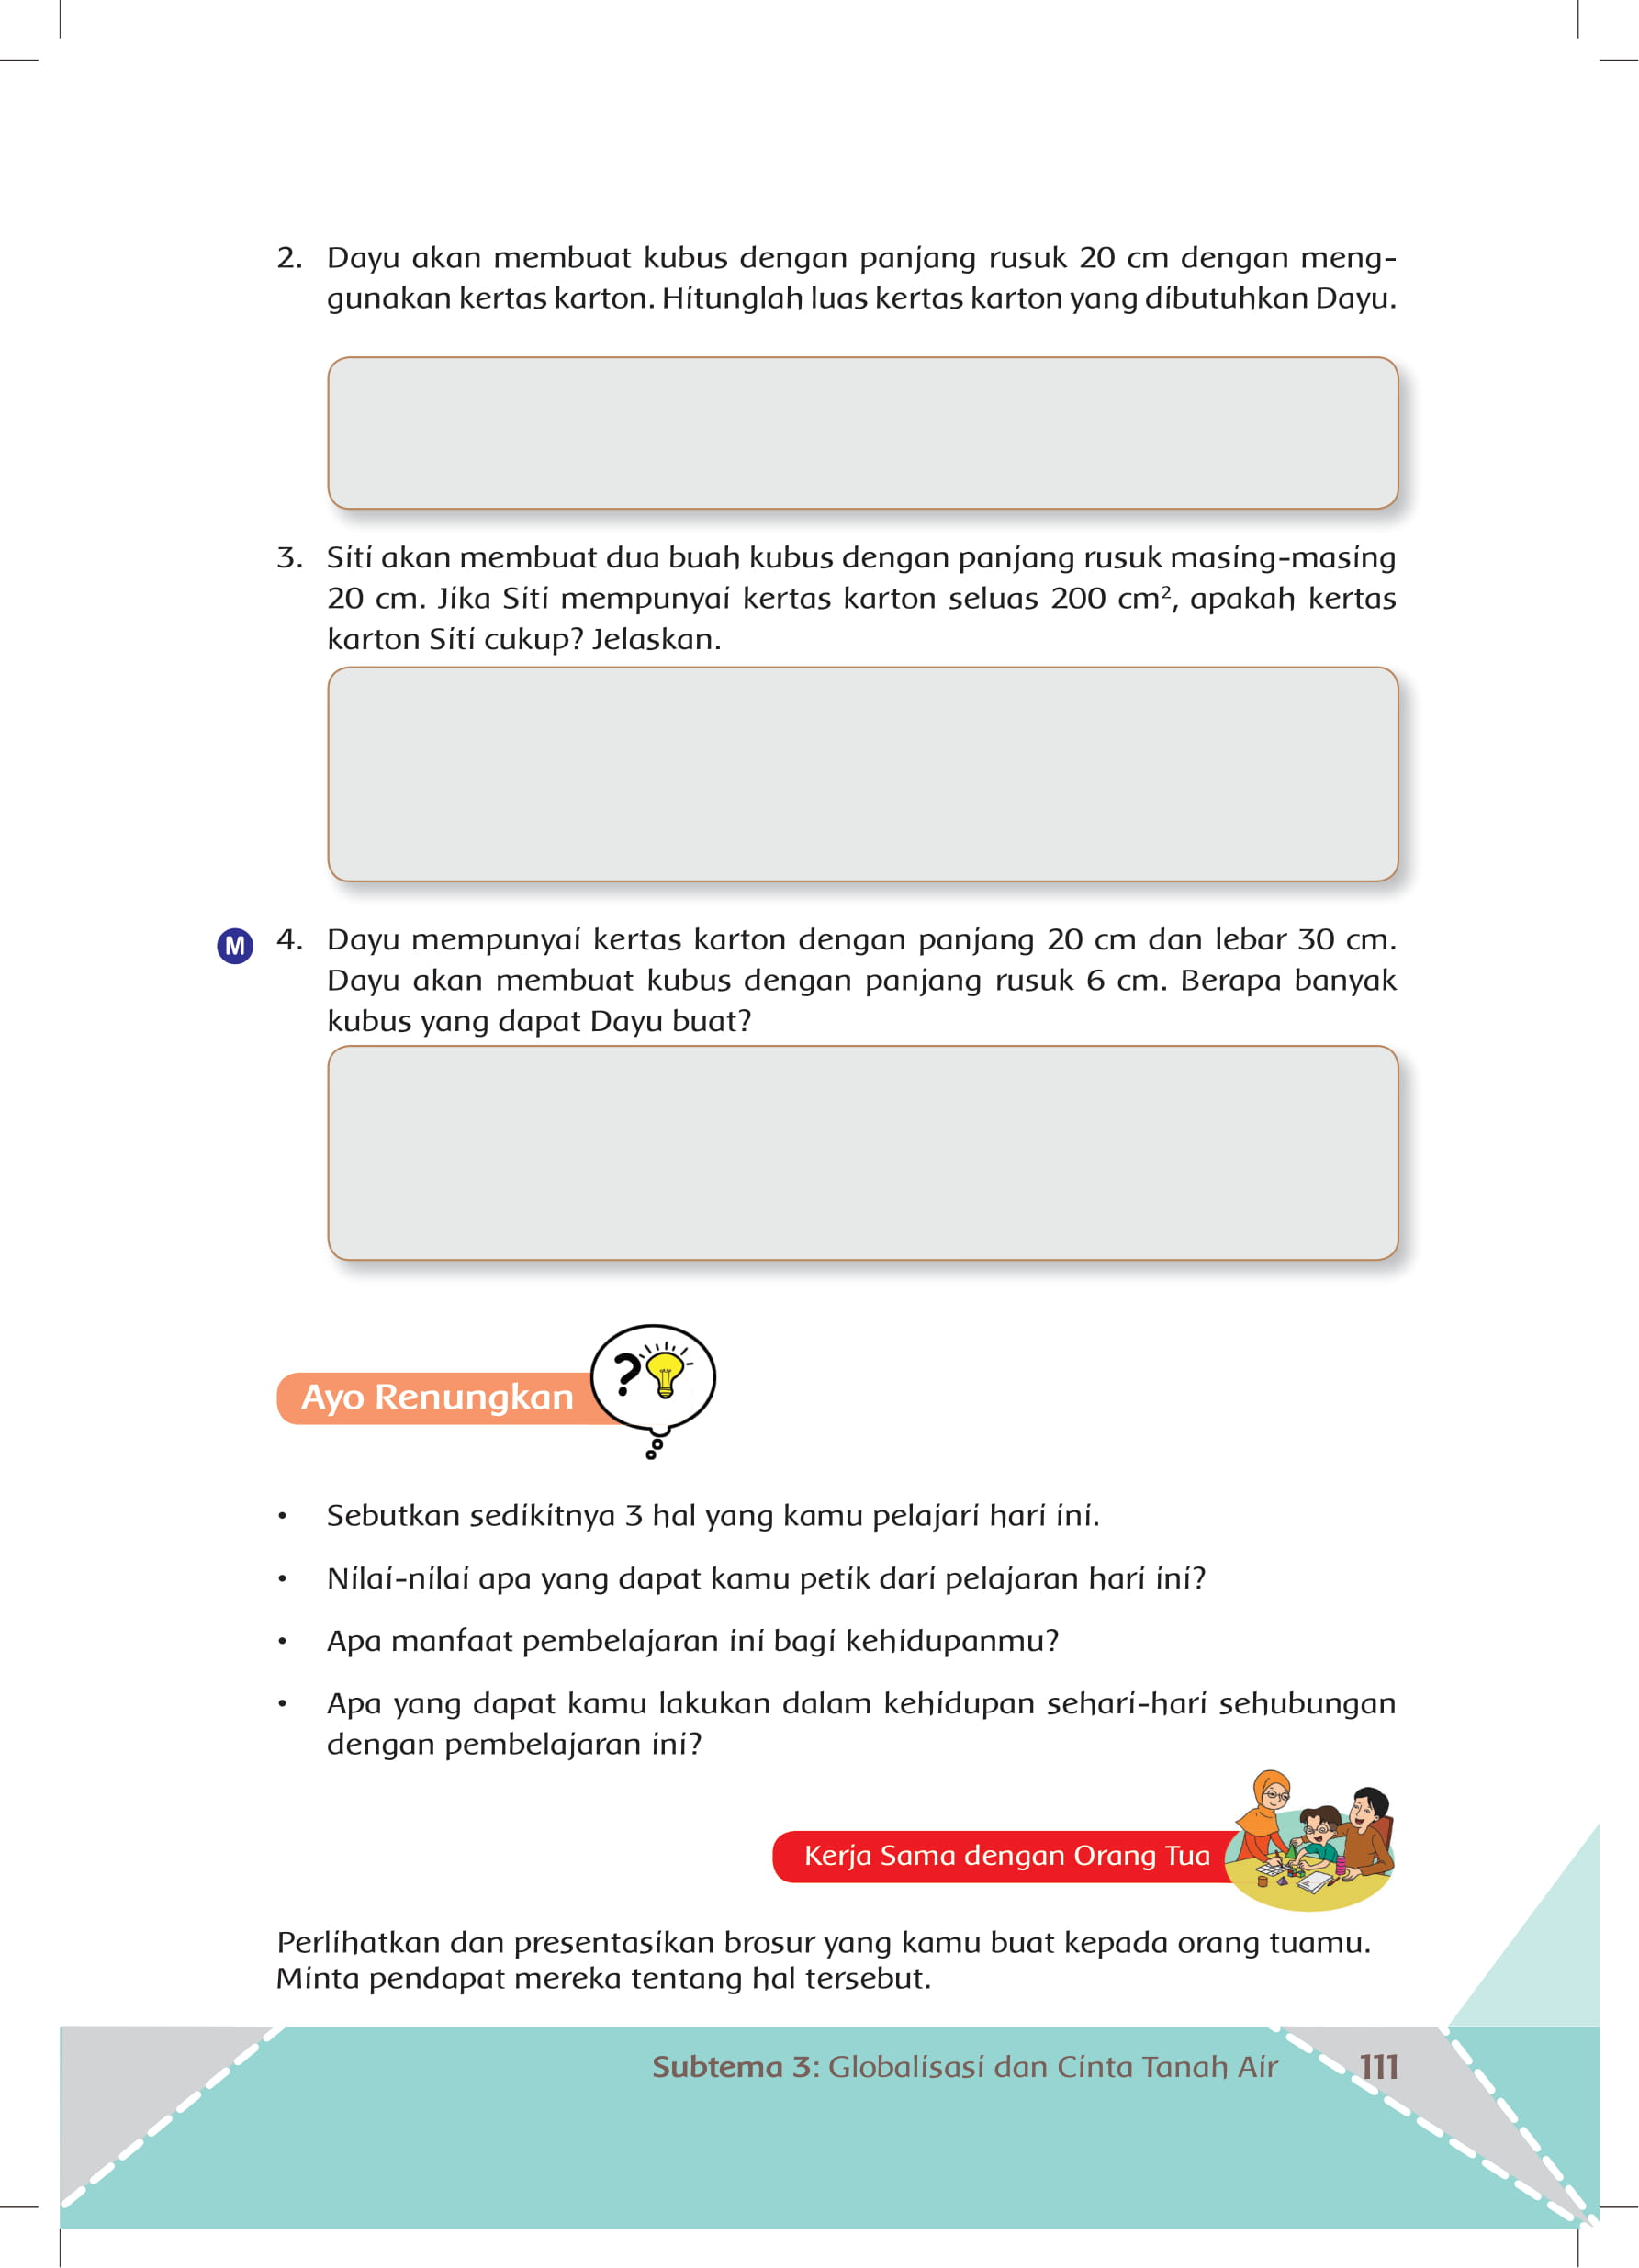 2. Dayu akan membuat kubus dengan panjang rusuk 20 cm dengan meng-
gunakan kertas karton. Hitunglah luas kertas karton yang dibutuhkan Dayu.
3. Siti akan membuat dua buah kubus dengan panjang rusuk masing-masing
20 cm. Jika Siti mempunyai kertas karton seluas 200 cm², apakah kertas
karton Siti cukup? Jelaskan.
M 4. Dayu mempunyai kertas karton dengan panjang 20 cm dan lebar 30 cm.
Dayu akan membuat kubus dengan panjang rusuk 6 cm. Berapa banyak
kubus yang dapat Dayu buat?
?
Ayo Renungkan
• Sebutkan sedikitnya 3 hal yang kamu pelajari hari ini.
• Nilai-nilai apa yang dapat kamu petik dari pelajaran hari ini?
• Apa manfaat pembelajaran ini bagi kehidupanmu?
• Apa yang dapat kamu lakukan dalam kehidupan sehari-hari sehubungan
dengan pembelajaran ini?
Kerja Sama dengan Orang Tua
Perlihatkan dan presentasikan brosur yang kamu buat kepada orang tuamu.
Minta pendapat mereka tentang hal tersebut.
Subtema 3: Globalisasi dan Cinta Tanah Air 111